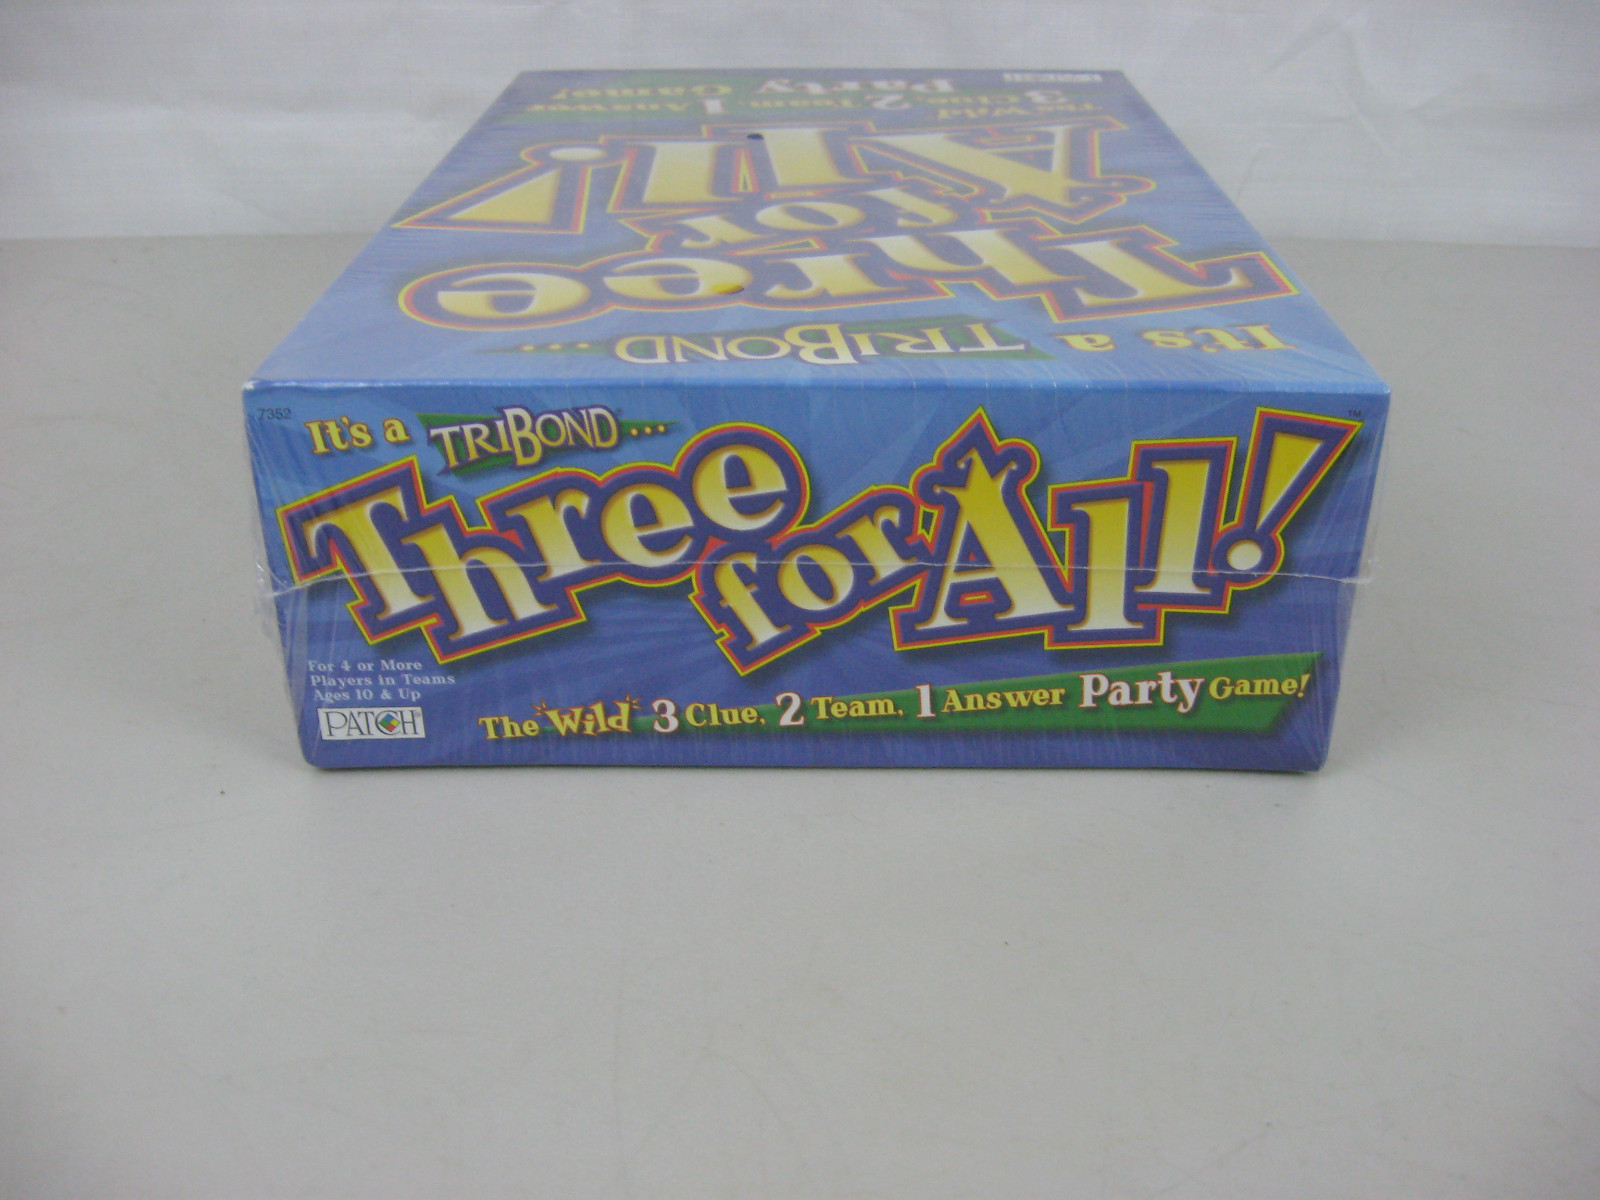 The Wild
3 Clue, 2 Team, 1 Answer
Party Game!
Three
for
All!
It's a TRIBOND...
7352
It's a TRIBOND...
TM
Three for All!
For 4 or More
Players in Teams
Ages 10 & Up
PATCH
The Wild 3 Clue, 2 Team, 1 Answer Party Game!